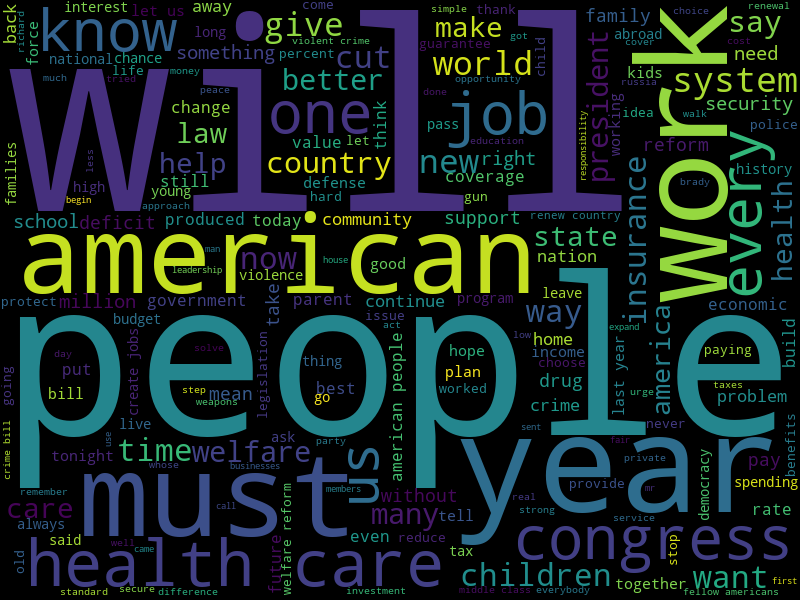 back
richard
force
interest
know
national
let us
chance
life
long
away
give
something
percent
violent crime
simple
come
thank
make
guarantee
got
world
cut
better
family
abroad
kids
choice
cover
russia
renewal
cost
say
need
system
security
police
idea
walk
brady
reform
history
child
will
one
job
president
working
work
every
health
money
peace
much
tried
change
law
help
still
young
value
let
think
country
defense
hard
opportunity
done
pass
education
new
right
coverage
gun
responsibility
families
less
high
begin
approach
school
deficit
produced
today
community
support
renew country
american
man
leadership
house
now
violence
good
state
nation
insurance
protect
million
government
take
parent
continue
program
leave
way
economic
people
budget
issue
act
low
home
expand
america
build
going
day
put
bill
create jobs
solve
step
weapons
mean
legislation
thing
best
go
hope
plan
worked
american people
income
choose
drug
crime
last year
urge
paying
taxes
problem
crime bill
live
use
time
tonight
whose
welfare
ask
party
businesses
members
us
sent
year
fair
never
private
mr
democracy
pay
benefits
spending
rate
remember
care
always
said
old
must
call
well
came
health care
future
welfare reform
without
many
tell
even
reduce
tax
provide
real
strong
service
congress
stop
want
first
children
together
standard
secure
difference
investment
middle class
everybody
fellow americans